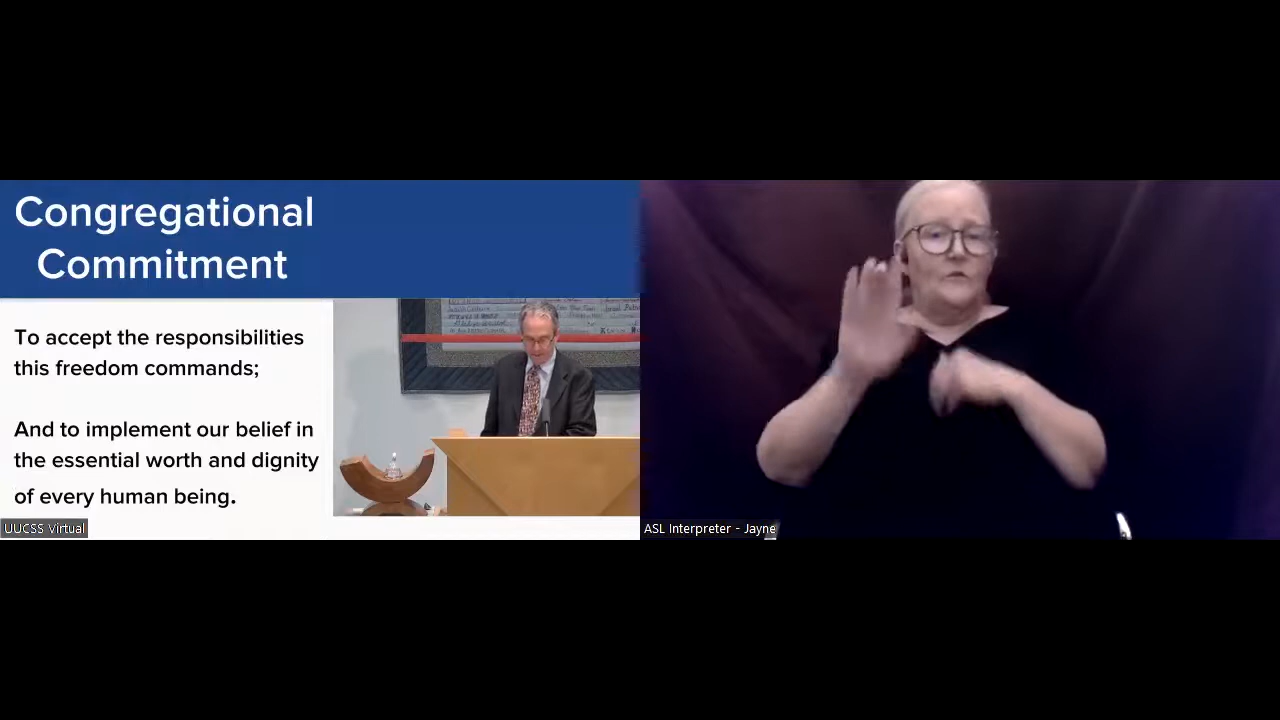 Congregational
Commitment
To accept the responsibilities
this freedom commands;
And to implement our belief in
the essential worth and dignity
of every human being.
UUCSS Virtual
ASL Interpreter - Jayne